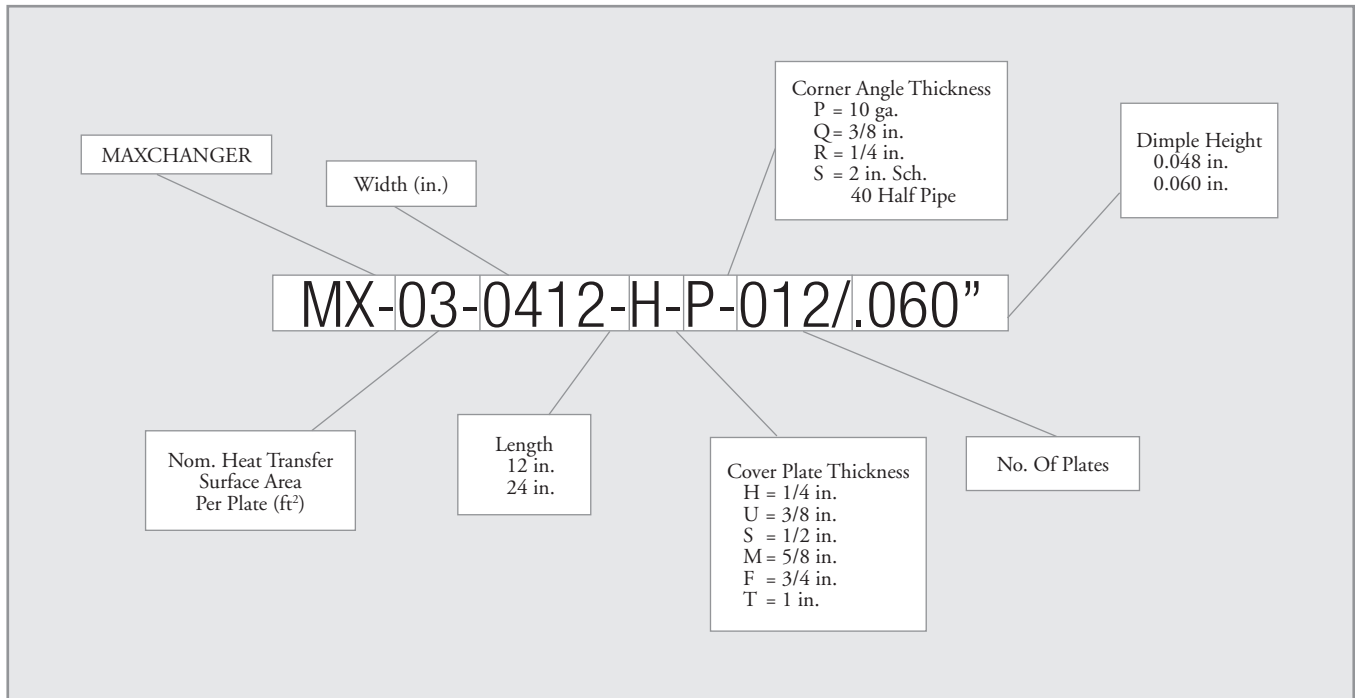 Corner Angle Thickness
P = 10 ga.
Q = 3/8 in.
R = 1/4 in.
S = 2 in. Sch.
40 Half Pipe
Dimple Height
0.048 in.
0.060 in.
MAXCHANGER
Width (in.)
MX-03-0412-H-P-012/.060”
Nom. Heat Transfer
Surface Area
Per Plate (ft²)
Length
12 in.
24 in.
Cover Plate Thickness
H = 1/4 in.
U = 3/8 in.
S = 1/2 in.
M = 5/8 in.
F = 3/4 in.
T = 1 in.
No. Of Plates